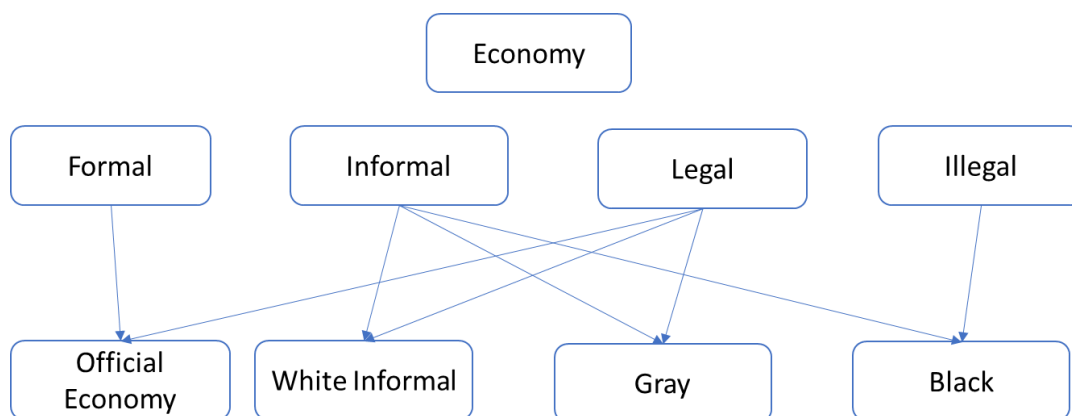 Economy
Formal
Informal
Legal
Illegal
Official
Economy
White Informal
Gray
Black